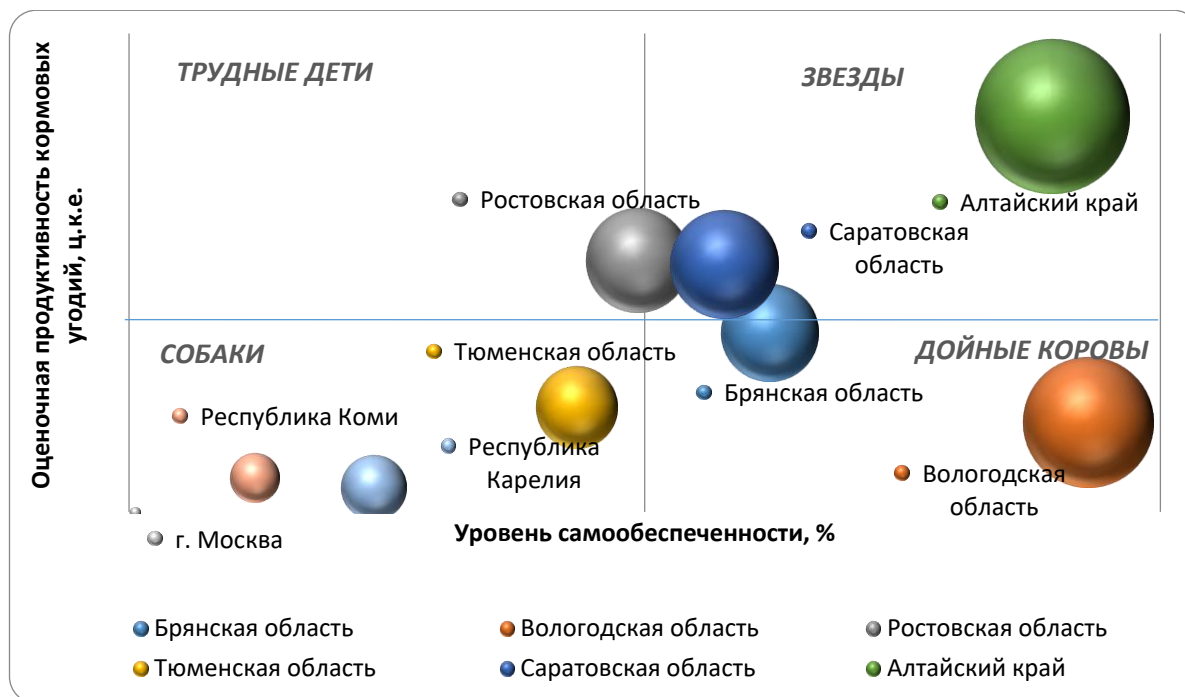 Оценочная продуктивность кормовых
угодий, ц.к.е.
ТРУДНЫЕ ДЕТИ
ЗВЕЗДЫ
Ростовская область
Алтайский край
Саратовская
область
СОБАКИ
Тюменская область
ДОЙНЫЕ КОРОВЫ
Брянская область
Республика Коми
Республика
Карелия
Вологодская
область
г. Москва
Уровень самообеспеченности, %
Брянская область
Вологодская область
Ростовская область
Тюменская область
Саратовская область
Алтайский край